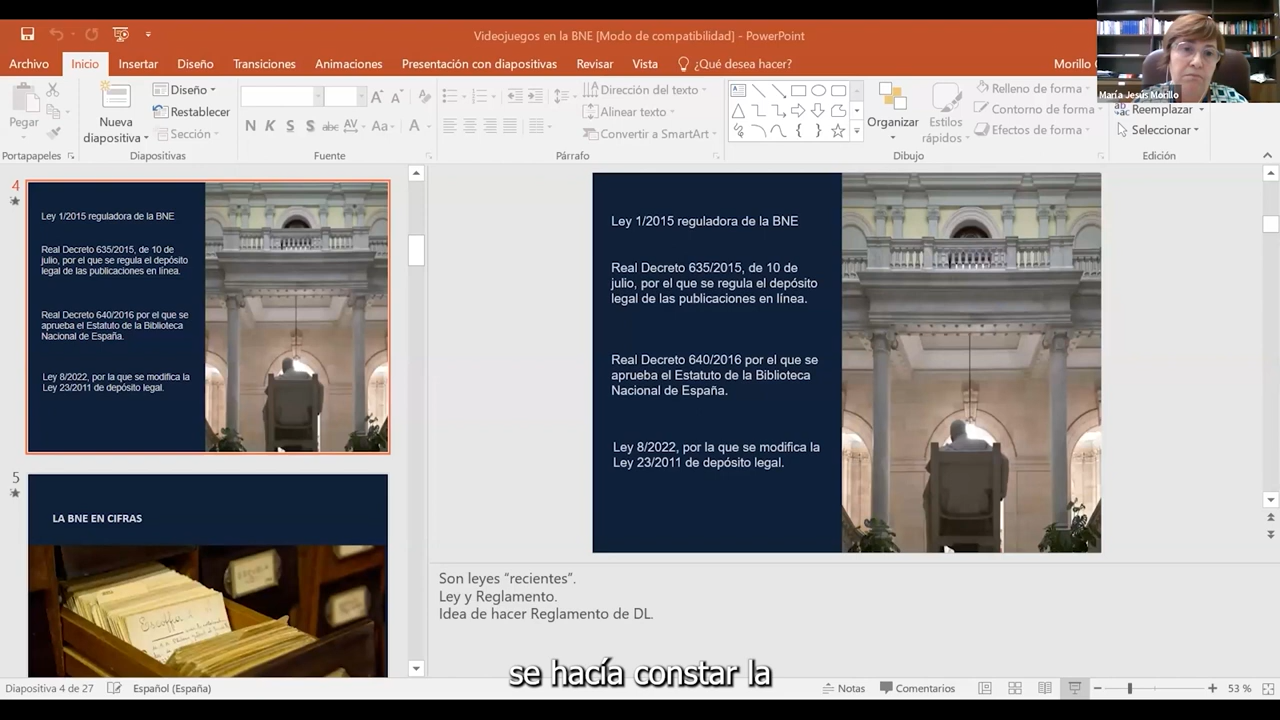 Videojuegos en la BNE [Modo de compatibilidad] - PowerPoint
Archivo Inicio Insertar Diseño Transiciones Animaciones Presentación con diapositivas Revisar Vista ¿Qué desea hacer? Morillo
María Jesús Morillo
Pegar
Nueva
diapositiva
Diseño
Restablecer
Sección
N K S S abc AV Aa A
Dirección del texto
Alinear texto
Convertir a SmartArt
Organizar
Estilos
rápidos
Relleno de forma
Contorno de forma
Efectos de forma
Reemplazar
Seleccionar
Portapapeles Diapositivas Fuente Párrafo Dibujo Edición
4
Ley 1/2015 reguladora de la BNE
Real Decreto 635/2015, de 10 de
julio, por el que se regula el depósito
legal de las publicaciones en línea.
Real Decreto 640/2016 por el que se
aprueba el Estatuto de la Biblioteca
Nacional de España.
Ley 8/2022, por la que se modifica la
Ley 23/2011 de depósito legal.
5
LA BNE EN CIFRAS
Ley 1/2015 reguladora de la BNE
Real Decreto 635/2015, de 10 de
julio, por el que se regula el depósito
legal de las publicaciones en línea.
Real Decreto 640/2016 por el que se
aprueba el Estatuto de la Biblioteca
Nacional de España.
Ley 8/2022, por la que se modifica la
Ley 23/2011 de depósito legal.
Son leyes “recientes”.
Ley y Reglamento.
Idea de hacer Reglamento de DL.
se hacía constar la
Diapositiva 4 de 27 Español (España) Notas Comentarios 53 %